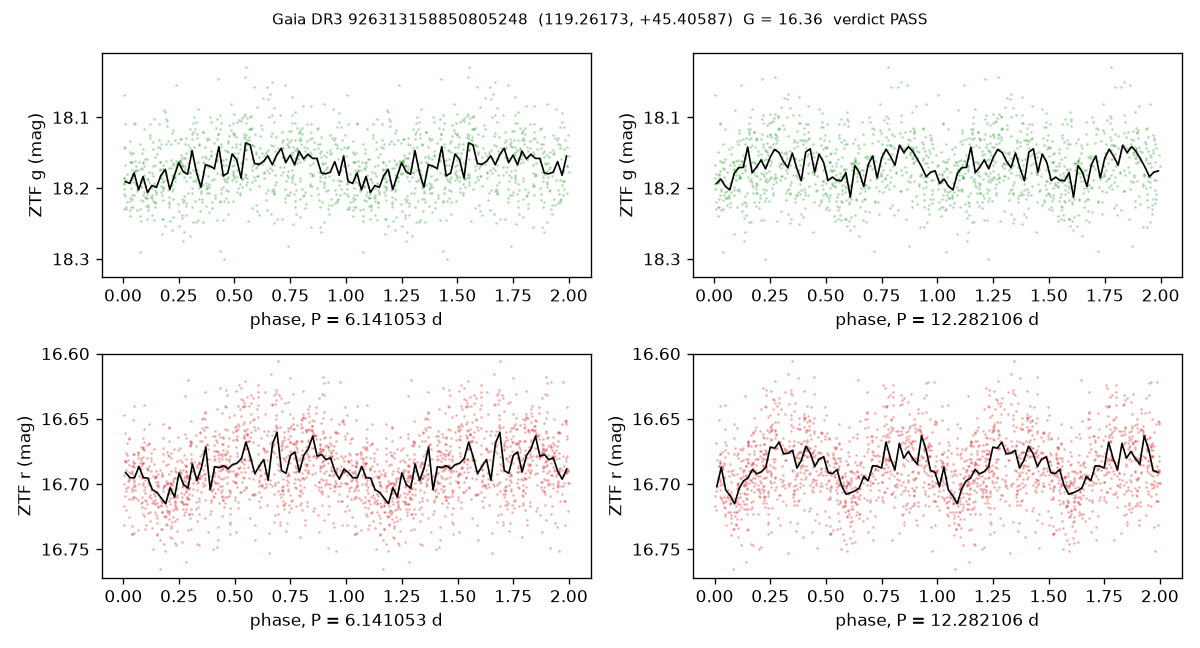 Gaia DR3 926313158850805248 (119.26173, +45.40587) G = 16.36 verdict PASS
ZTF g (mag)
18.1
18.2
18.3
0.00 0.25 0.50 0.75 1.00 1.25 1.50 1.75 2.00
phase, P = 6.141053 d
ZTF g (mag)
18.1
18.2
18.3
0.00 0.25 0.50 0.75 1.00 1.25 1.50 1.75 2.00
phase, P = 12.282106 d
ZTF r (mag)
16.60
16.65
16.70
16.75
0.00 0.25 0.50 0.75 1.00 1.25 1.50 1.75 2.00
phase, P = 6.141053 d
ZTF r (mag)
16.60
16.65
16.70
16.75
0.00 0.25 0.50 0.75 1.00 1.25 1.50 1.75 2.00
phase, P = 12.282106 d